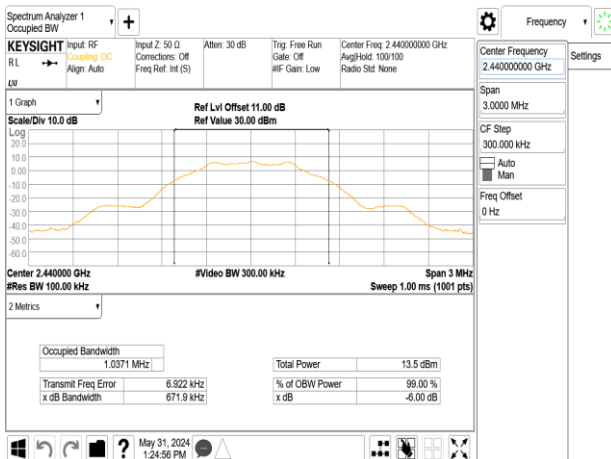 Spectrum Analyzer 1
Occupied BW
Frequency
KEYSIGHT
RL
LXI
Input: RF
Coupling: DC
Align: Auto
Input Z: 50 Ω
Corrections: Off
Freq Ref: Int (S)
Atten: 30 dB
Trig: Free Run
Gate: Off
#IF Gain: Low
Center Freq: 2.440000000 GHz
Avg|Hold: 100/100
Radio Std: None
Center Frequency
2.440000000 GHz
Settings
Span
3.0000 MHz
CF Step
300.000 kHz
Auto
Man
Freq Offset
0 Hz
1 Graph
Scale/Div 10.0 dB
Ref Lvl Offset 11.00 dB
Ref Value 30.00 dBm
Log
20.0
10.0
0.00
-10.0
-20.0
-30.0
-40.0
-50.0
-60.0
Center 2.440000 GHz
#Video BW 300.00 kHz
Span 3 MHz
#Res BW 100.00 kHz
Sweep 1.00 ms (1001 pts)
2 Metrics
Occupied Bandwidth
1.0371 MHz
Total Power 13.5 dBm
Transmit Freq Error 6.922 kHz
% of OBW Power 99.00 %
x dB Bandwidth 671.9 kHz
x dB -6.00 dB
May 31, 2024
1:24:56 PM